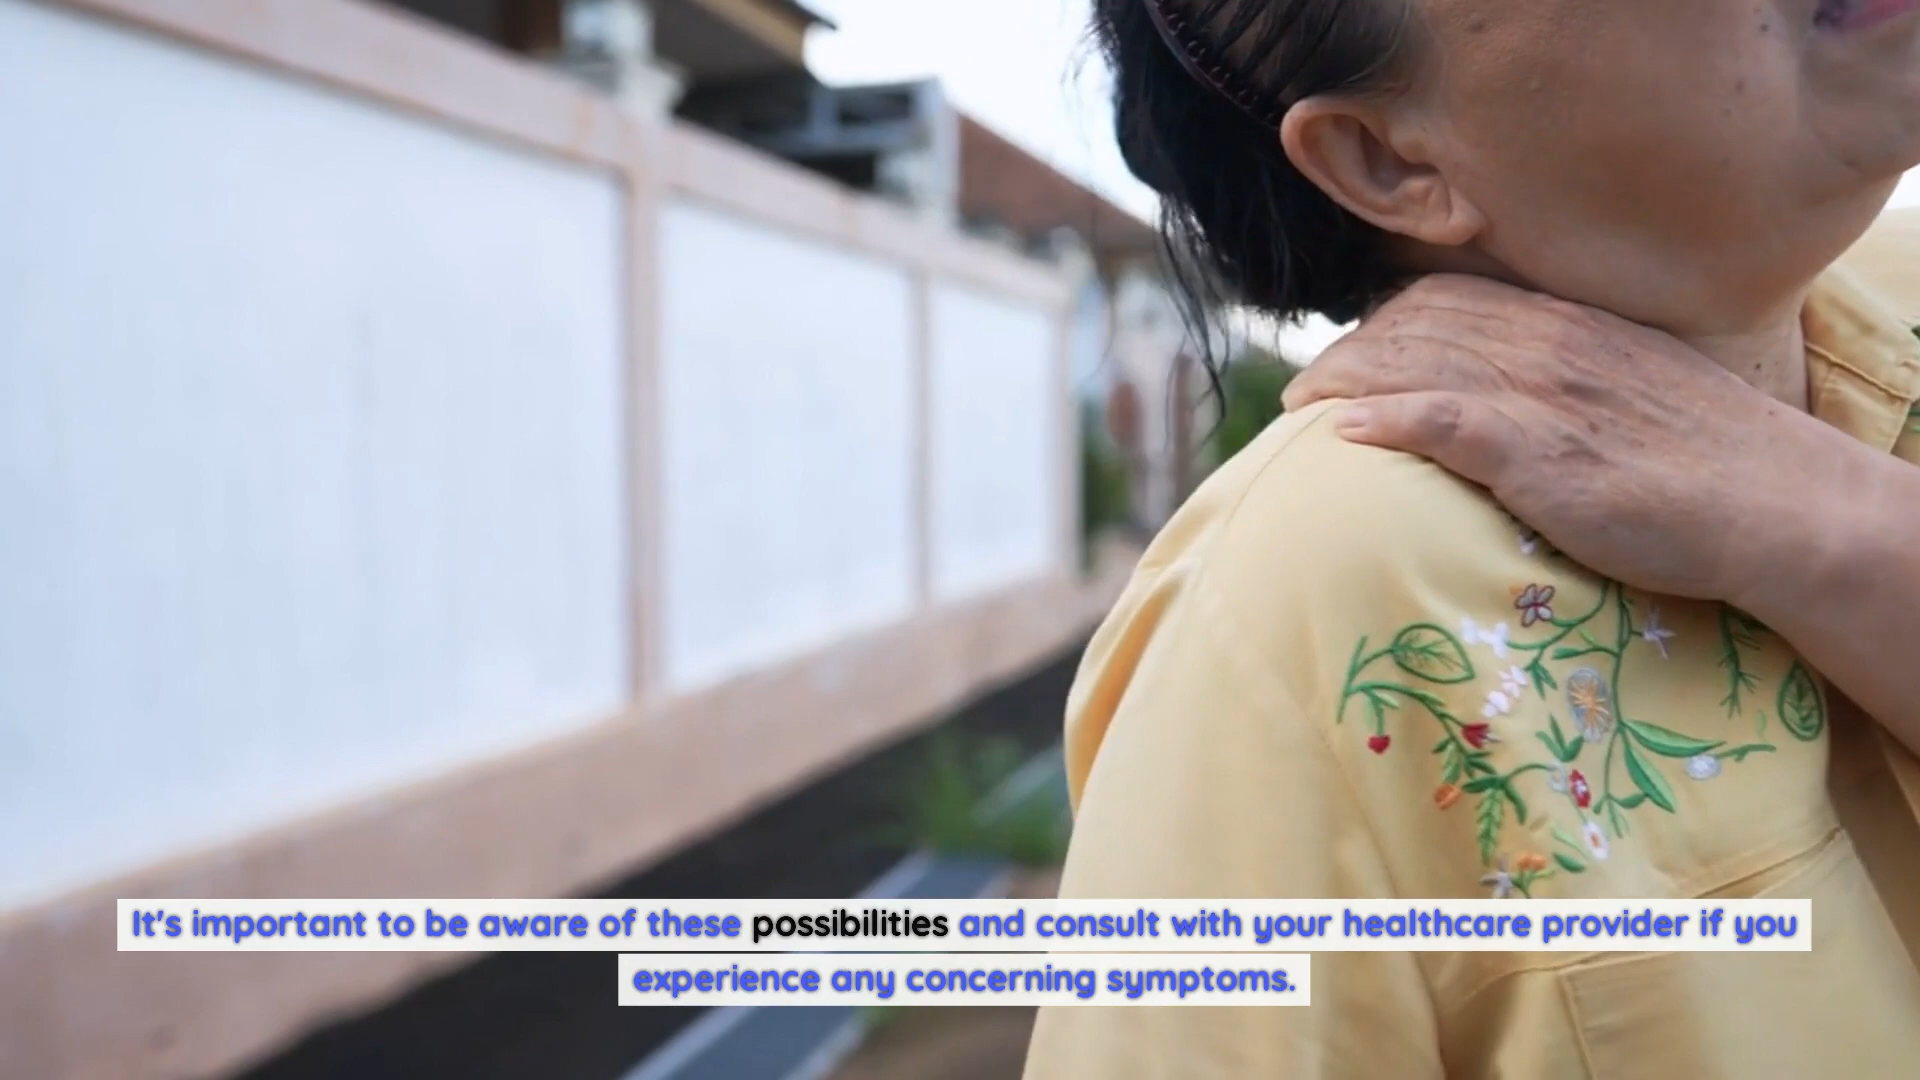 It's important to be aware of these possibilities and consult with your healthcare provider if you
experience any concerning symptoms.